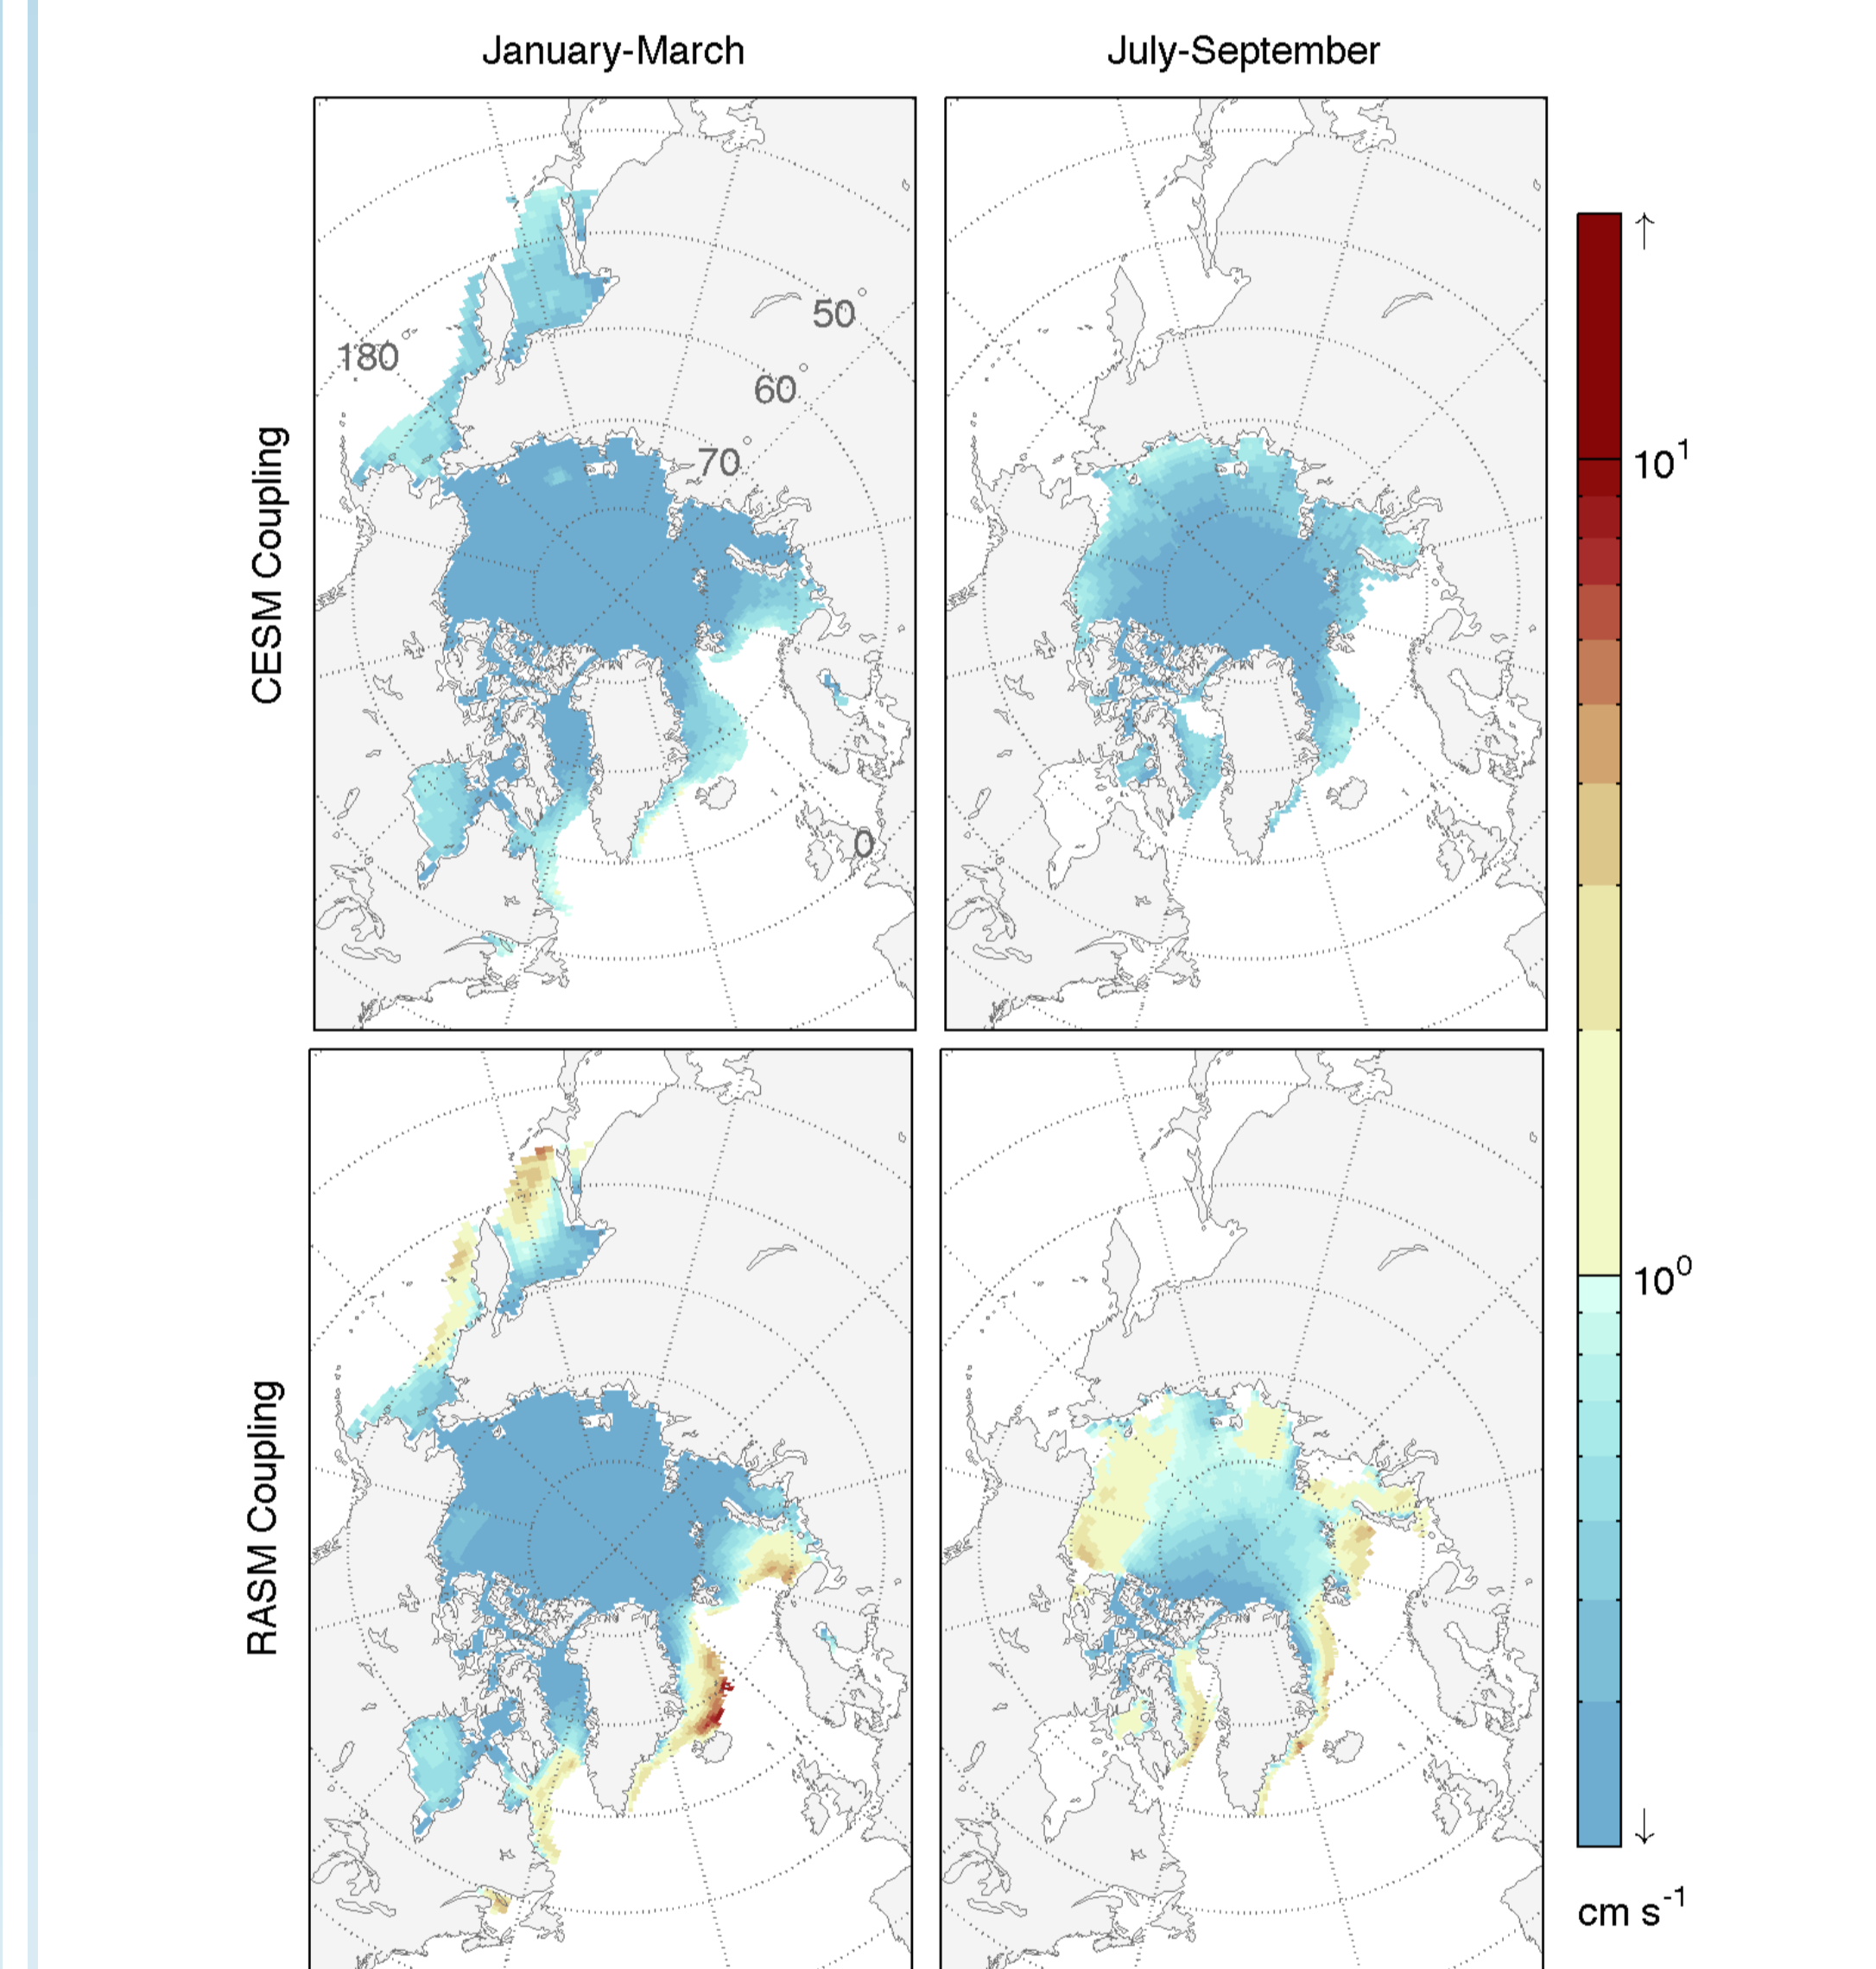 January-March July-September
CESM Coupling
180°
50°
60°
70°
0
10¹
10⁰
RASM Coupling
cm s⁻¹